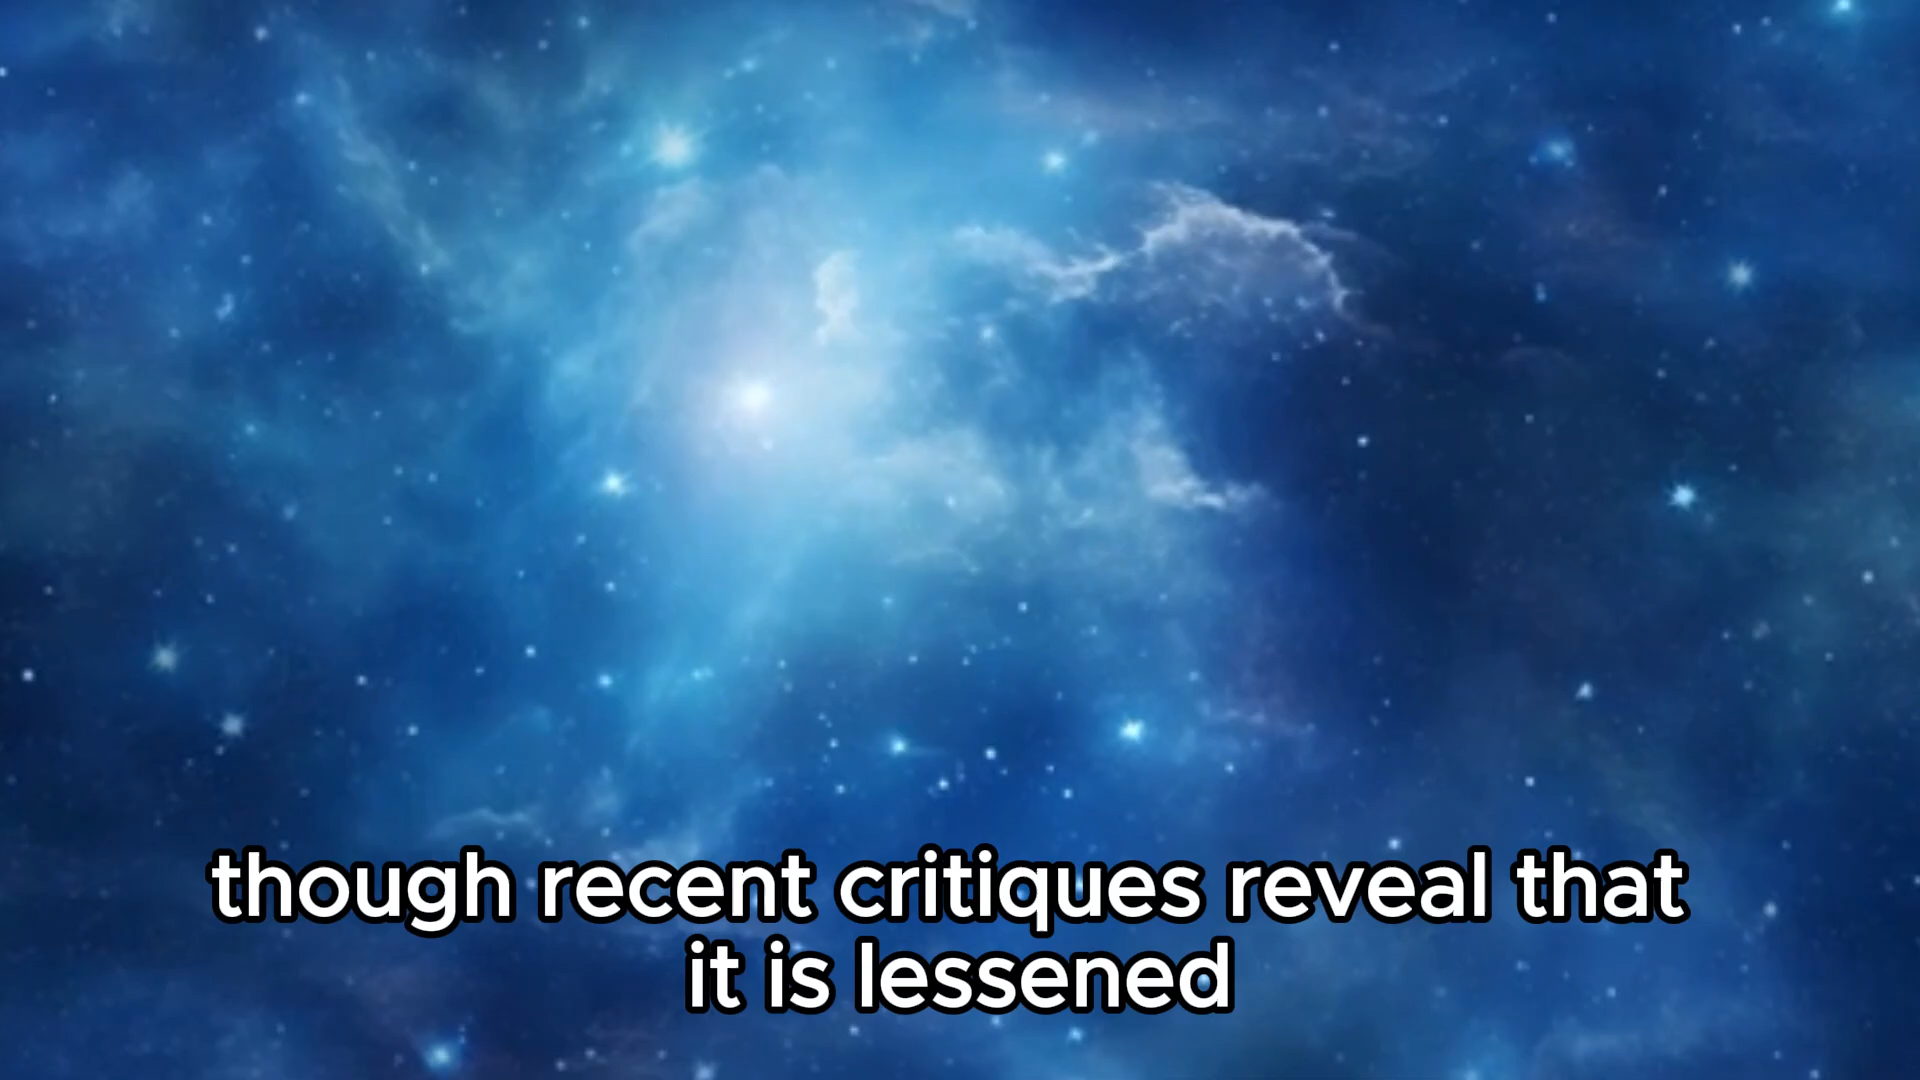 though recent critiques reveal that
it is lessened